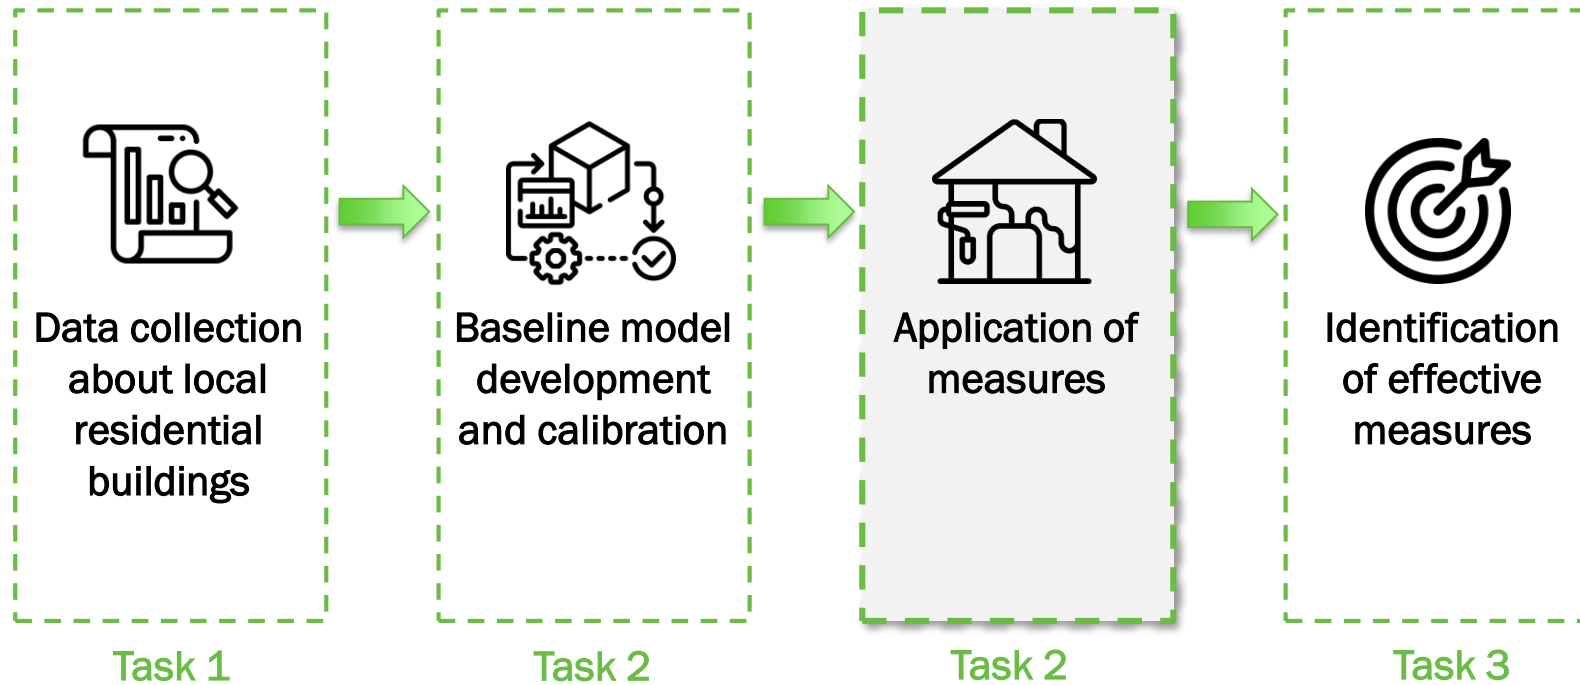 Data collection
about local
residential
buildings
Task 1
Baseline model
development
and calibration
Task 2
Application of
measures
Task 2
Identification
of effective
measures
Task 3